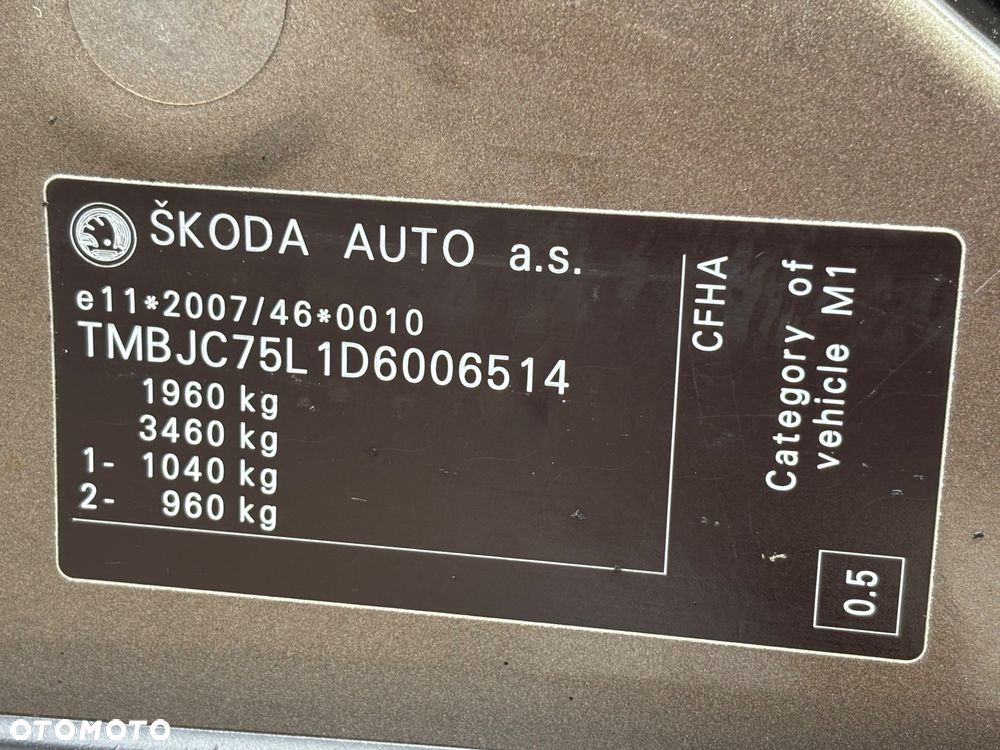 ŠKODA AUTO a.s.
e11*2007/46*0010
TMBJC75L1D6006514
1960 kg
3460 kg
1- 1040 kg
2- 960 kg
CFHA
Category of
vehicle M1
0.5
OTOMOTO